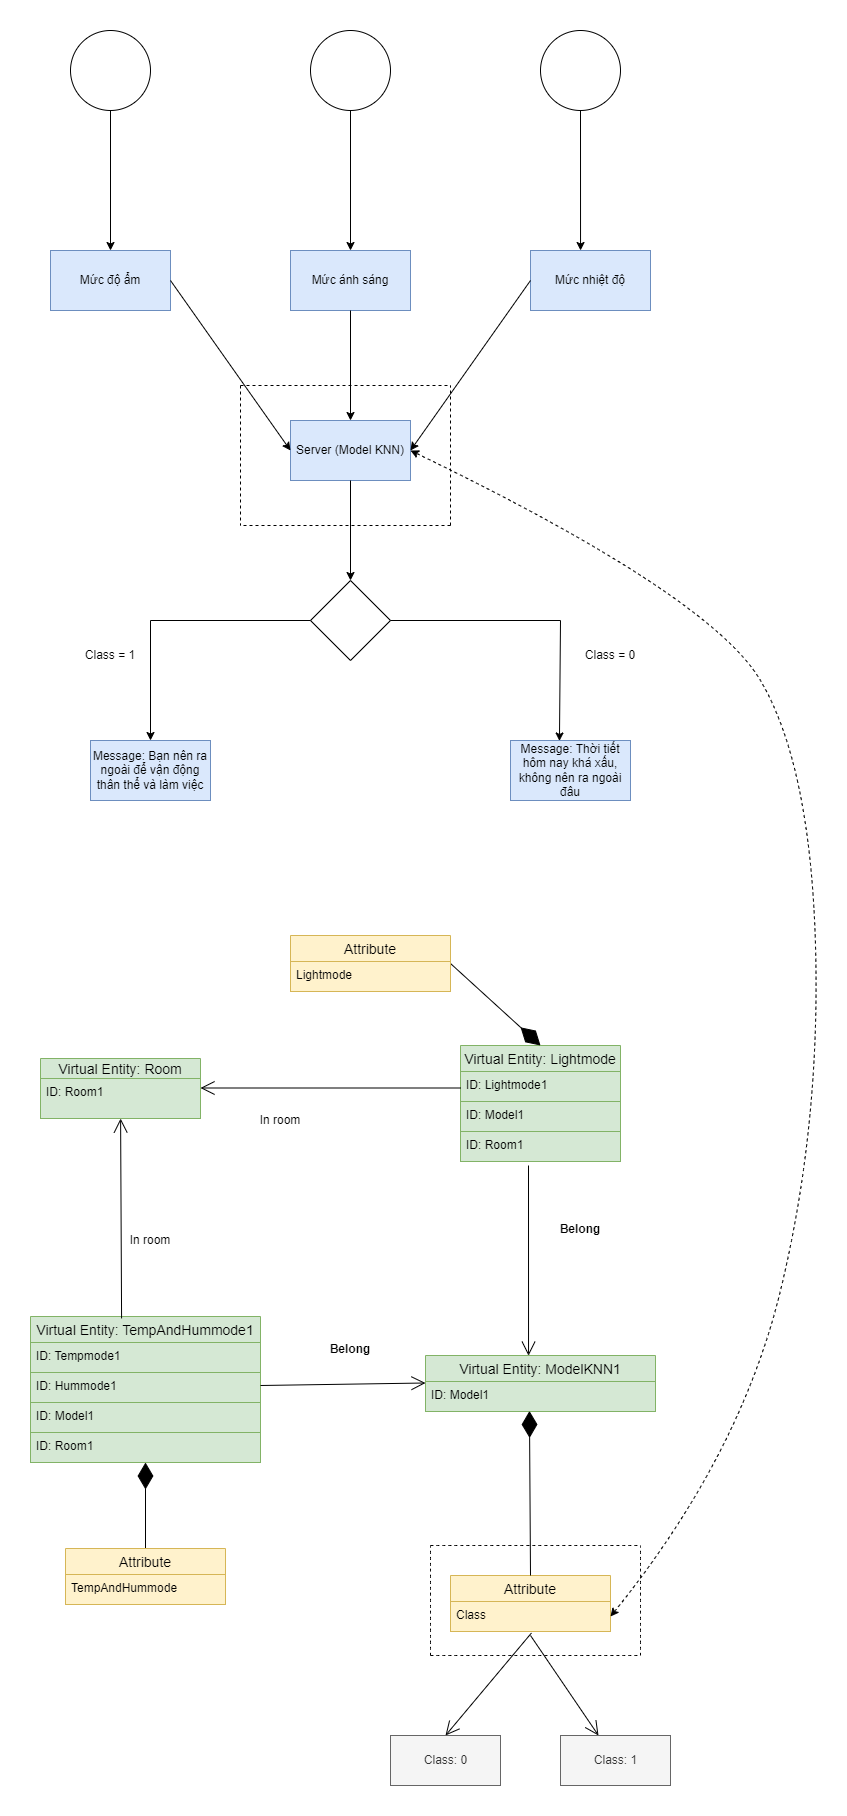 Mức độ ẩm
Mức ánh sáng
Mức nhiệt độ
Server (Model KNN)
Class = 1
Class = 0
Message: Bạn nên ra
ngoài để vận động
thân thể và làm việc
Message: Thời tiết
hôm nay khá xấu,
không nên ra ngoài
đâu
Attribute
Lightmode
Virtual Entity: Room
ID: Room1
Virtual Entity: Lightmode
ID: Lightmode1
ID: Model1
ID: Room1
In room
In room
Belong
Virtual Entity: TempAndHummode1
ID: Tempmode1
ID: Hummode1
ID: Model1
ID: Room1
Belong
Virtual Entity: ModelKNN1
ID: Model1
Attribute
TempAndHummode
Attribute
Class
Class: 0
Class: 1